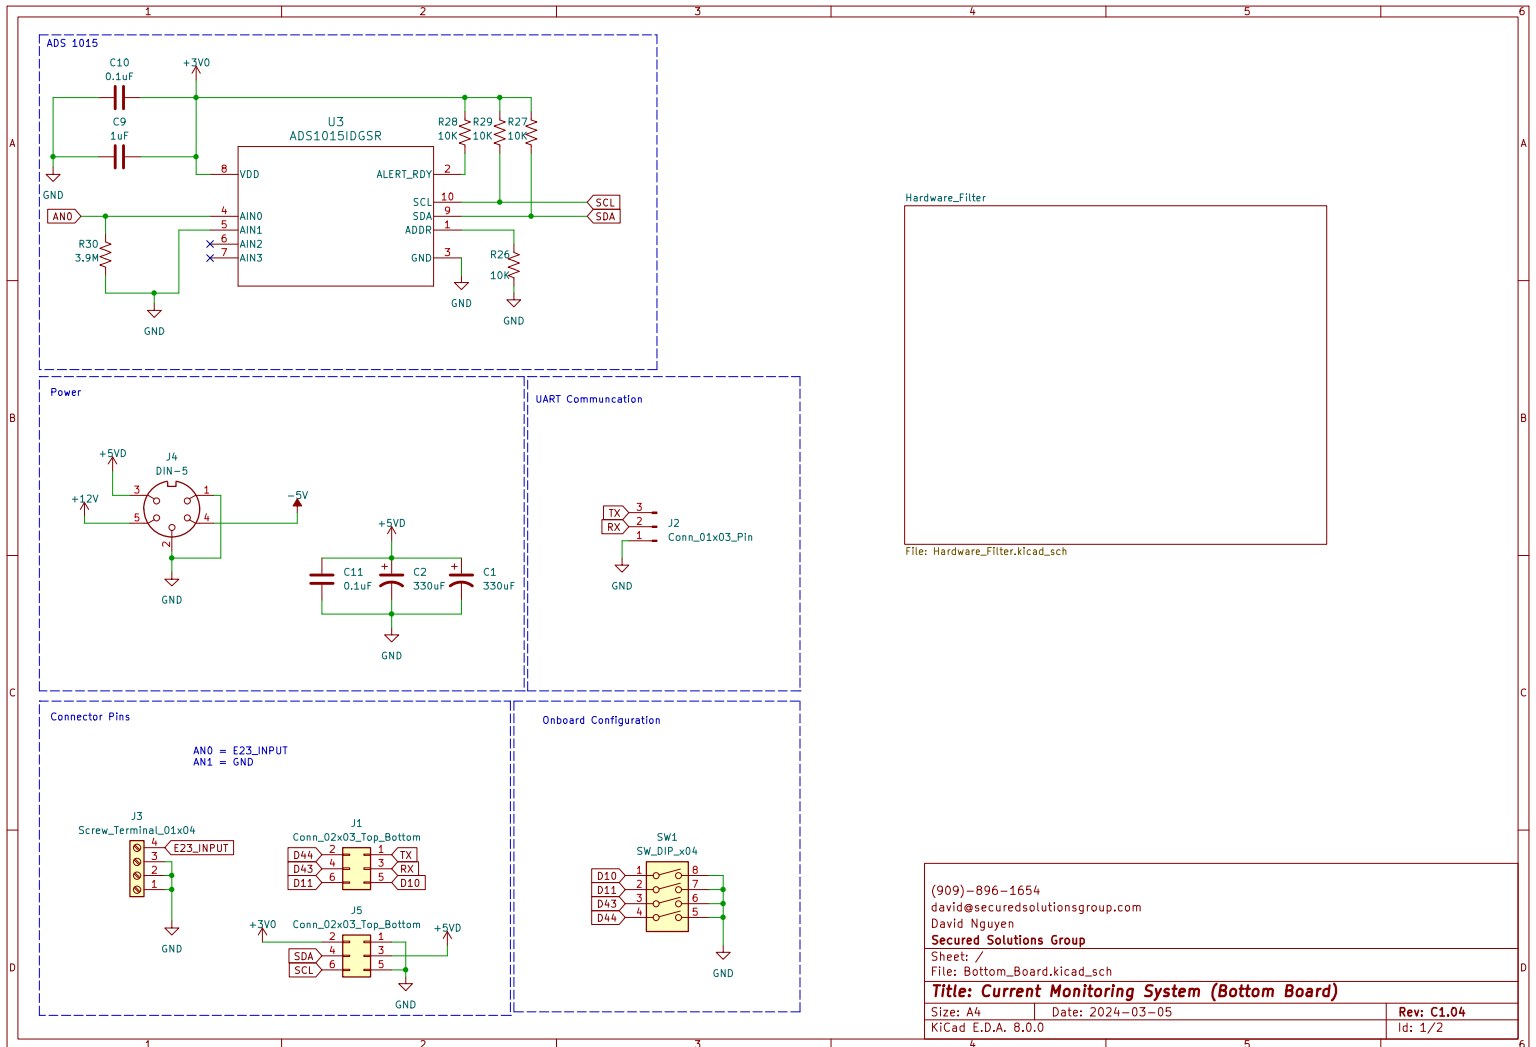 1 2 3 4 5 6
A A
B B
C C
D D
ADS 1015
C10
0.1uF
+3V0
C9
1uF
GND
U3
ADS1015IDGSR
R28 R29 R27
10K 10K 10K
8 VDD
4 AIN0
5 AIN1
6 AIN2
7 AIN3
ALERT_RDY 2
SCL 10
SDA 9
ADDR 1
GND 3
SCL
SDA
AN0
R30
3.9M
GND
R26
10K
GND
GND
Hardware_Filter
File: Hardware_Filter.kicad_sch
Power
+5VD
J4
DIN-5
+12V
3 1
5 4
2
-5V
GND
+5VD
C11
0.1uF
C2
330uF
C1
330uF
GND
UART Communcation
TX 3
RX 2
1
J2
Conn_01x03_Pin
GND
Connector Pins
AN0 = E23_INPUT
AN1 = GND
J3
Screw_Terminal_01x04
4 E23_INPUT
3
2
1
GND
J1
Conn_02x03_Top_Bottom
D44 2 1 TX
D43 4 3 RX
D11 6 5 D10
J5
Conn_02x03_Top_Bottom
+3V0
+5VD
2 1
SDA 4 3
SCL 6 5
GND
Onboard Configuration
SW1
SW_DIP_x04
D10 1 8
D11 2 7
D43 3 6
D44 4 5
GND
(909)-896-1654
david@securedsolutionsgroup.com
David Nguyen
Secured Solutions Group
Sheet: /
File: Bottom_Board.kicad_sch
Title: Current Monitoring System (Bottom Board)
Size: A4 Date: 2024-03-05 Rev: C1.04
KiCad E.D.A. 8.0.0 Id: 1/2
1 2 3 4 5 6